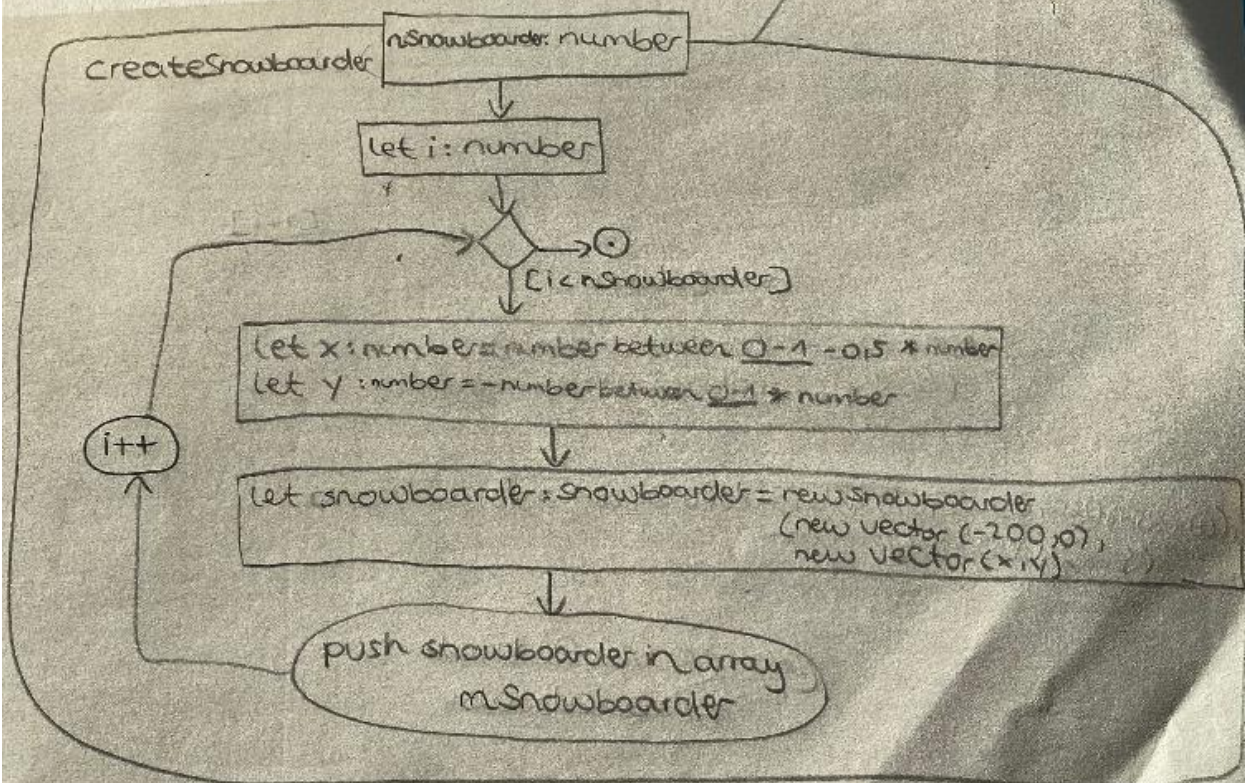 nSnowboarder: number
createSnowboarder
let i: number
[i<nSnowboarder]
let x: number = number between 0-1 - 0,5 * number
let y: number = -number between 0-1 * number
i++
let snowboarder: snowboarder = new snowboarder
(new vector (-200,0),
new vector (x,y)
push snowboarder in array
nSnowboarder